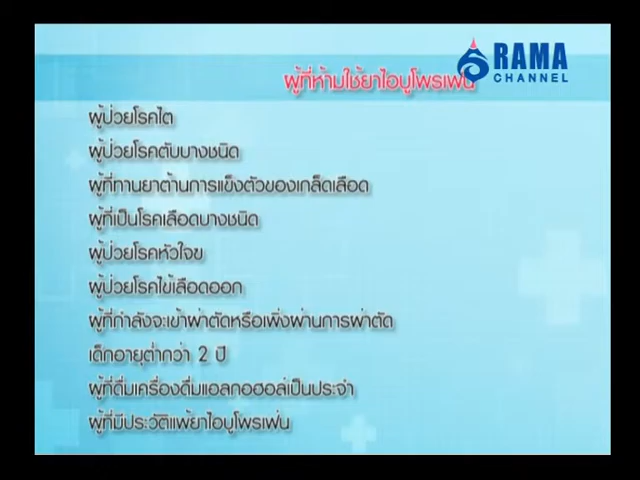 RAMA
CHANNEL
ผู้ที่ห้ามใช้ยาไอบูโพรเฟน
ผู้ป่วยโรคไต
ผู้ป่วยโรคตับบางชนิด
ผู้ที่ทานยาต้านการแข็งตัวของเกล็ดเลือด
ผู้ที่เป็นโรคเลือดบางชนิด
ผู้ป่วยโรคหัวใจฃ
ผู้ป่วยโรคไข้เลือดออก
ผู้ที่กำลังจะเข้าผ่าตัดหรือเพิ่งผ่านการผ่าตัด
เด็กอายุต่ำกว่า 2 ปี
ผู้ที่ดื่มเครื่องดื่มแอลกอฮอล์เป็นประจำ
ผู้ที่มีประวัติแพ้ยาไอบูโพรเฟน